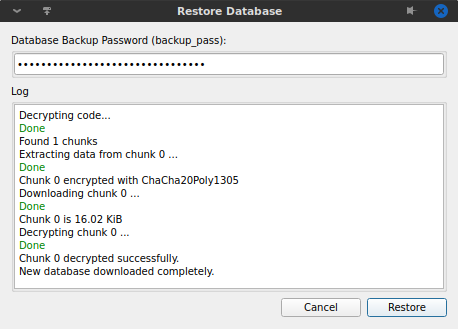 Restore Database
Database Backup Password (backup_pass):
••••••••••••••••••••••••••••••••
Log
Decrypting code...
Done
Found 1 chunks
Extracting data from chunk 0 ...
Done
Chunk 0 encrypted with ChaCha20Poly1305
Downloading chunk 0 ...
Done
Chunk 0 is 16.02 KiB
Decrypting chunk 0 ...
Done
Chunk 0 decrypted successfully.
New database downloaded completely.
Cancel
Restore